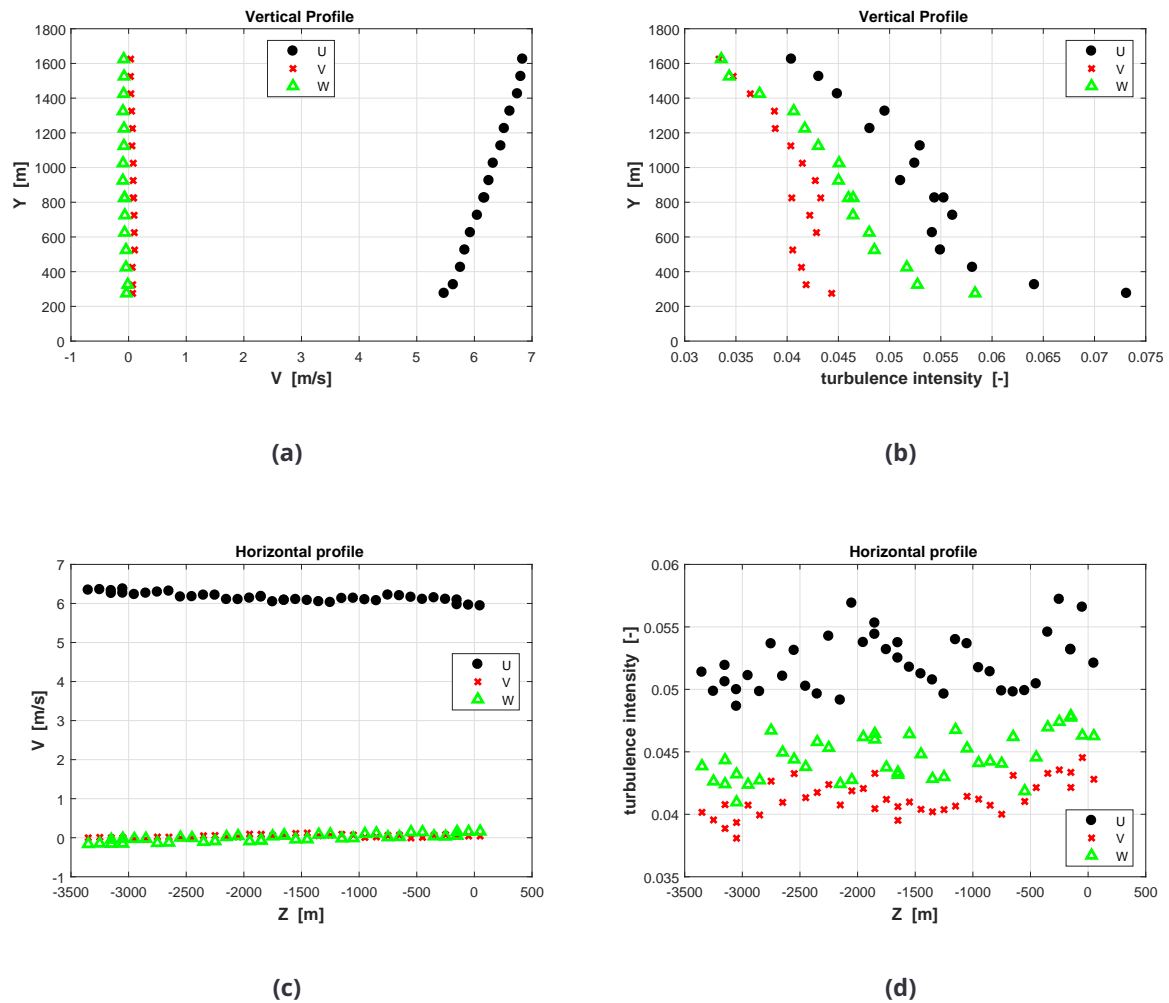 Vertical Profile
1800
1600
1400
1200
1000
800
600
400
200
0
Y [m]
U
V
W
-1 0 1 2 3 4 5 6 7
V [m/s]
(a)
Vertical Profile
1800
1600
1400
1200
1000
800
600
400
200
0
Y [m]
U
V
W
0.03 0.035 0.04 0.045 0.05 0.055 0.06 0.065 0.07 0.075
turbulence intensity [-]
(b)
Horizontal profile
7
6
5
4
3
2
1
0
-1
V [m/s]
U
V
W
-3500 -3000 -2500 -2000 -1500 -1000 -500 0 500
Z [m]
(c)
Horizontal profile
0.06
0.055
0.05
0.045
0.04
0.035
turbulence intensity [-]
U
V
W
-3500 -3000 -2500 -2000 -1500 -1000 -500 0 500
Z [m]
(d)